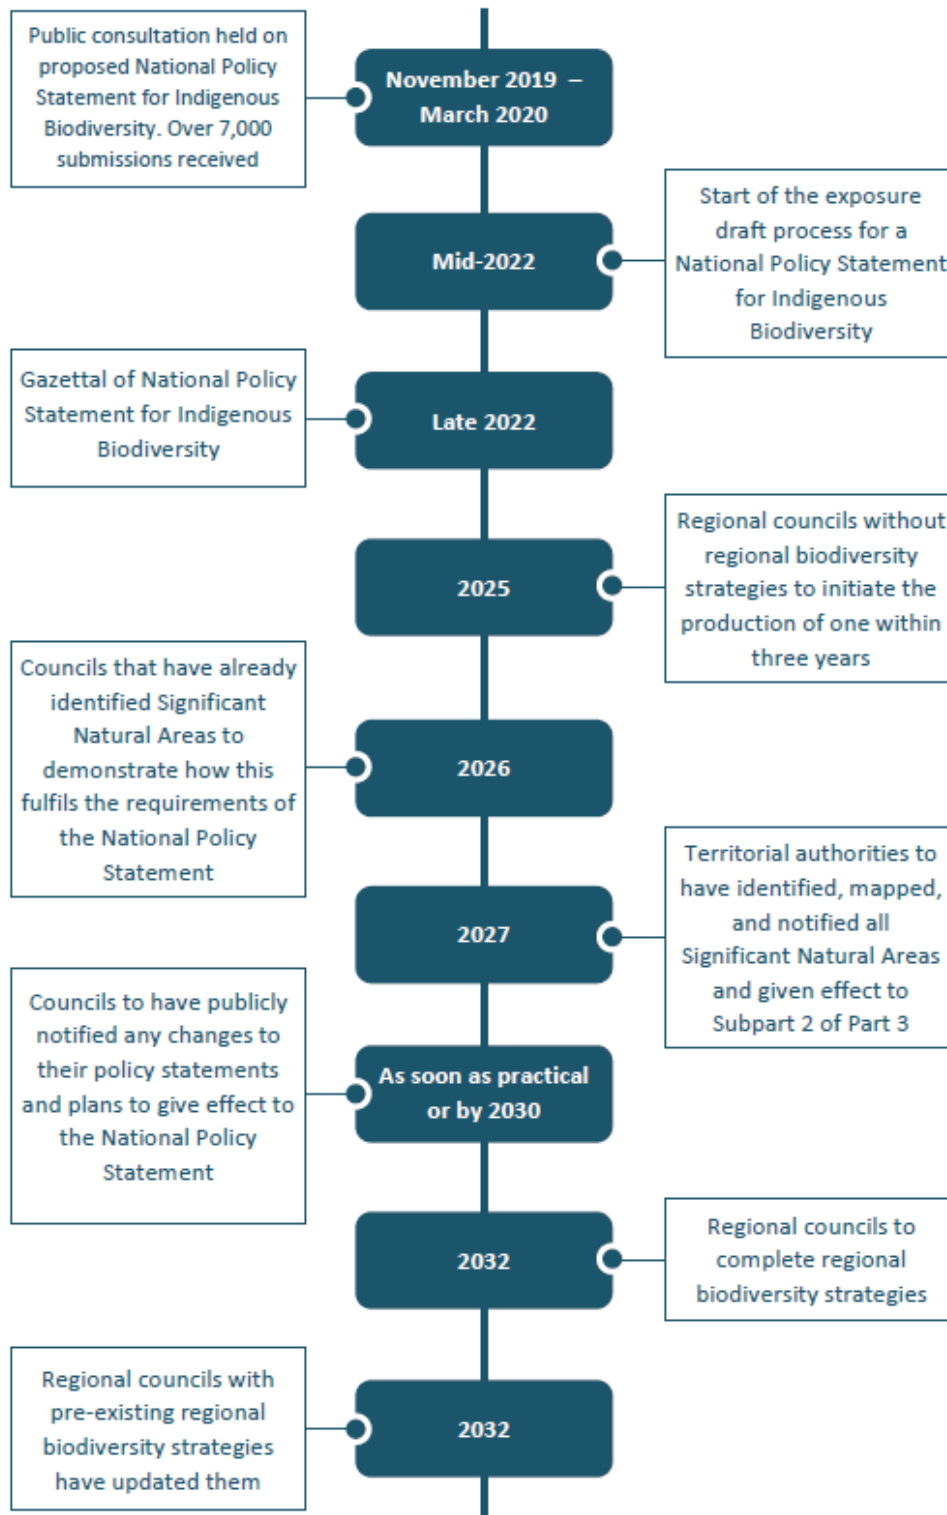 Public consultation held on
proposed National Policy
Statement for Indigenous
Biodiversity. Over 7,000
submissions received
November 2019 –
March 2020
Mid-2022
Start of the exposure
draft process for a
National Policy Statement
for Indigenous
Biodiversity
Gazettal of National Policy
Statement for Indigenous
Biodiversity
Late 2022
2025
Regional councils without
regional biodiversity
strategies to initiate the
production of one within
three years
Councils that have already
identified Significant
Natural Areas to
demonstrate how this
fulfils the requirements of
the National Policy
Statement
2026
2027
Territorial authorities to
have identified, mapped,
and notified all
Significant Natural Areas
and given effect to
Subpart 2 of Part 3
Councils to have publicly
notified any changes to
their policy statements
and plans to give effect to
the National Policy
Statement
As soon as practical
or by 2030
2032
Regional councils to
complete regional
biodiversity strategies
Regional councils with
pre-existing regional
biodiversity strategies
have updated them
2032